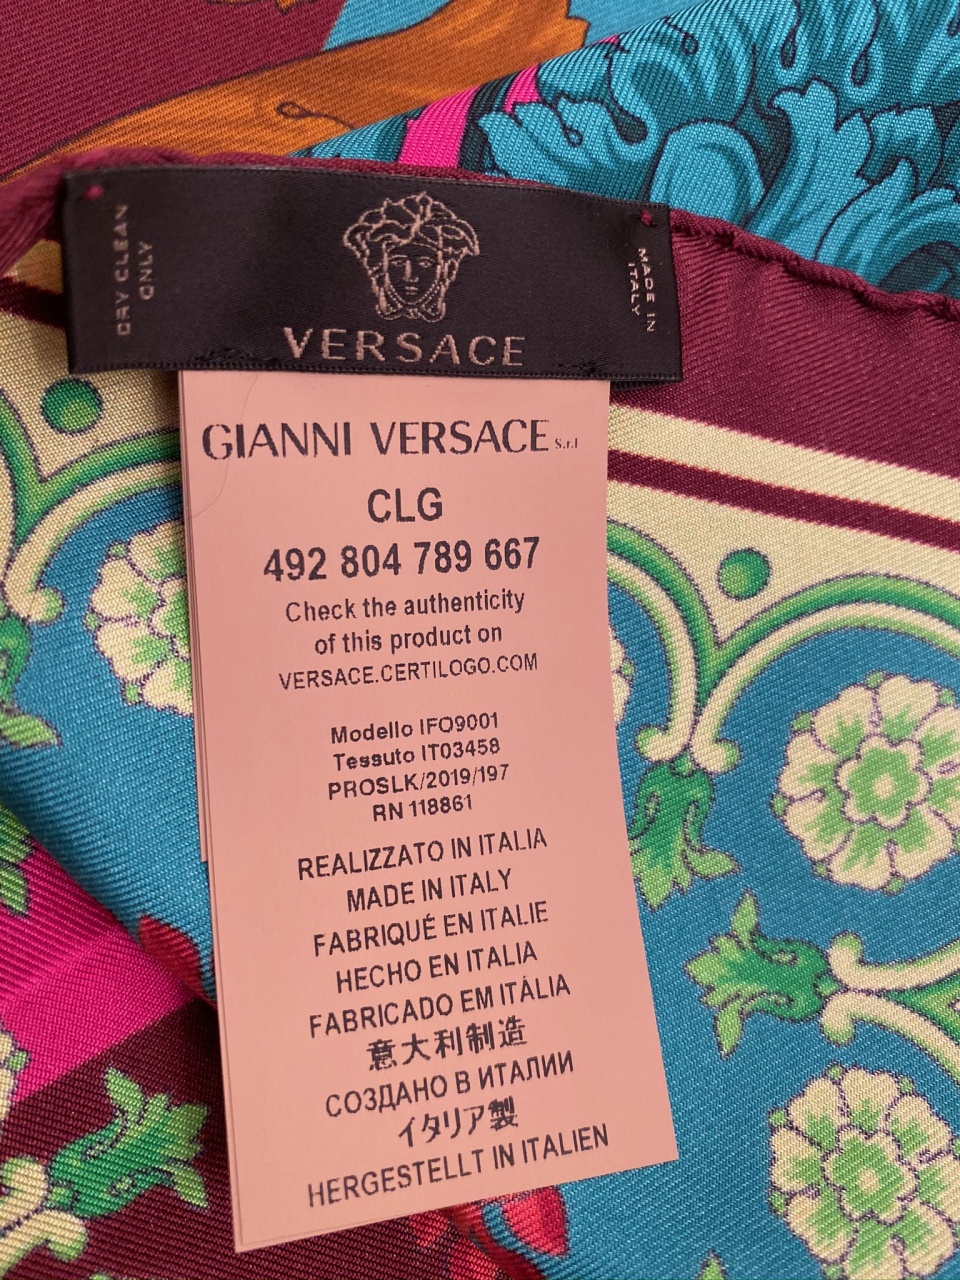 DRY CLEAN
ONLY
VERSACE
MADE IN
ITALY
GIANNI VERSACE S.r.l
CLG
492 804 789 667
Check the authenticity
of this product on
VERSACE.CERTILOGO.COM
Modello IFO9001
Tessuto IT03458
PROSLK/2019/197
RN 118861
REALIZZATO IN ITALIA
MADE IN ITALY
FABRIQUÉ EN ITALIE
HECHO EN ITALIA
FABRICADO EM ITÁLIA
意大利制造
СОЗДАНО В ИТАЛИИ
イタリア製
HERGESTELLT IN ITALIEN